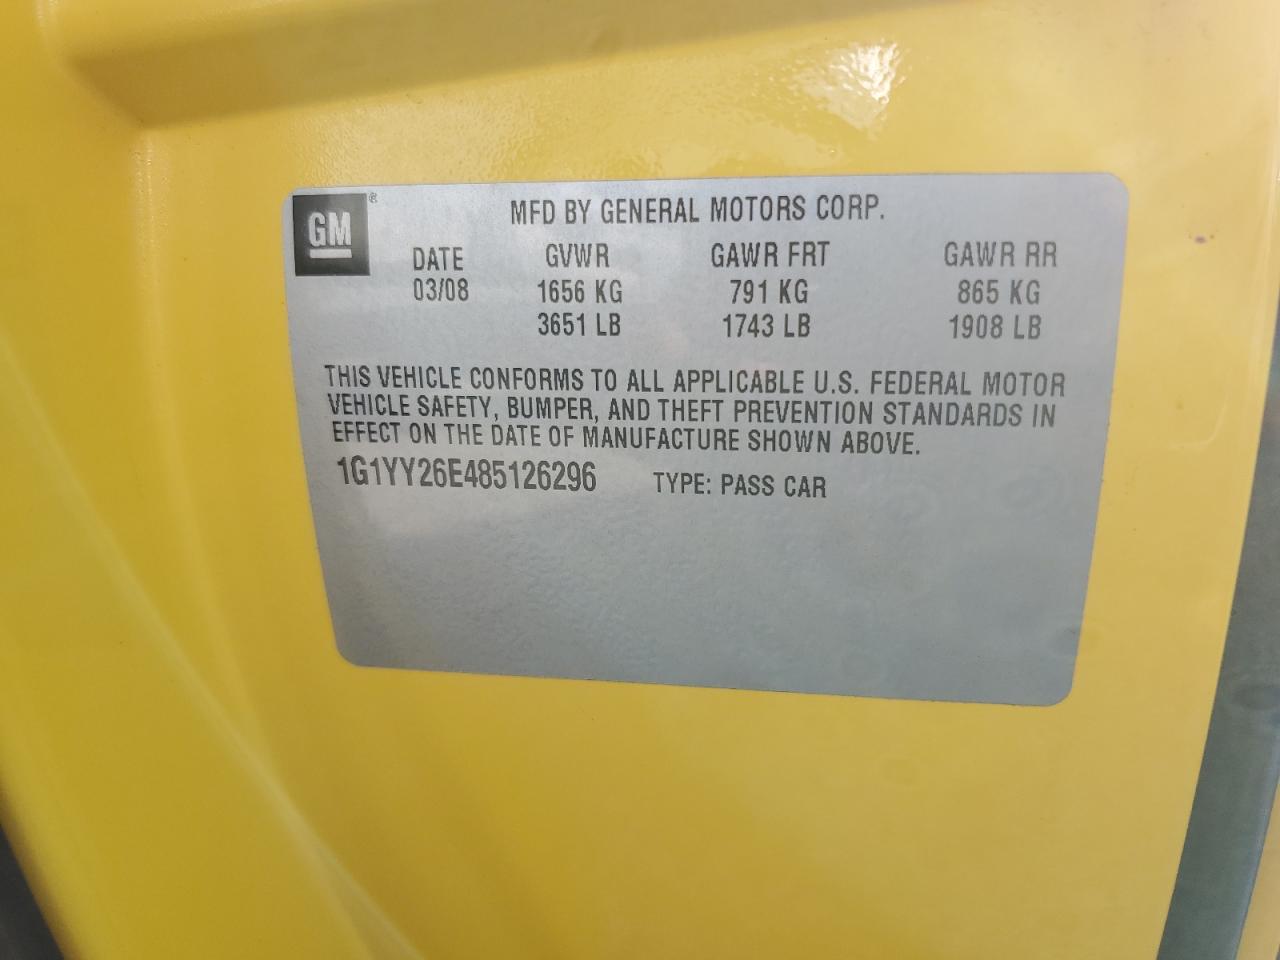 GM ®
MFD BY GENERAL MOTORS CORP.
DATE GVWR GAWR FRT GAWR RR
03/08 1656 KG 791 KG 865 KG
3651 LB 1743 LB 1908 LB
THIS VEHICLE CONFORMS TO ALL APPLICABLE U.S. FEDERAL MOTOR
VEHICLE SAFETY, BUMPER, AND THEFT PREVENTION STANDARDS IN
EFFECT ON THE DATE OF MANUFACTURE SHOWN ABOVE.
1G1YY26E485126296 TYPE: PASS CAR